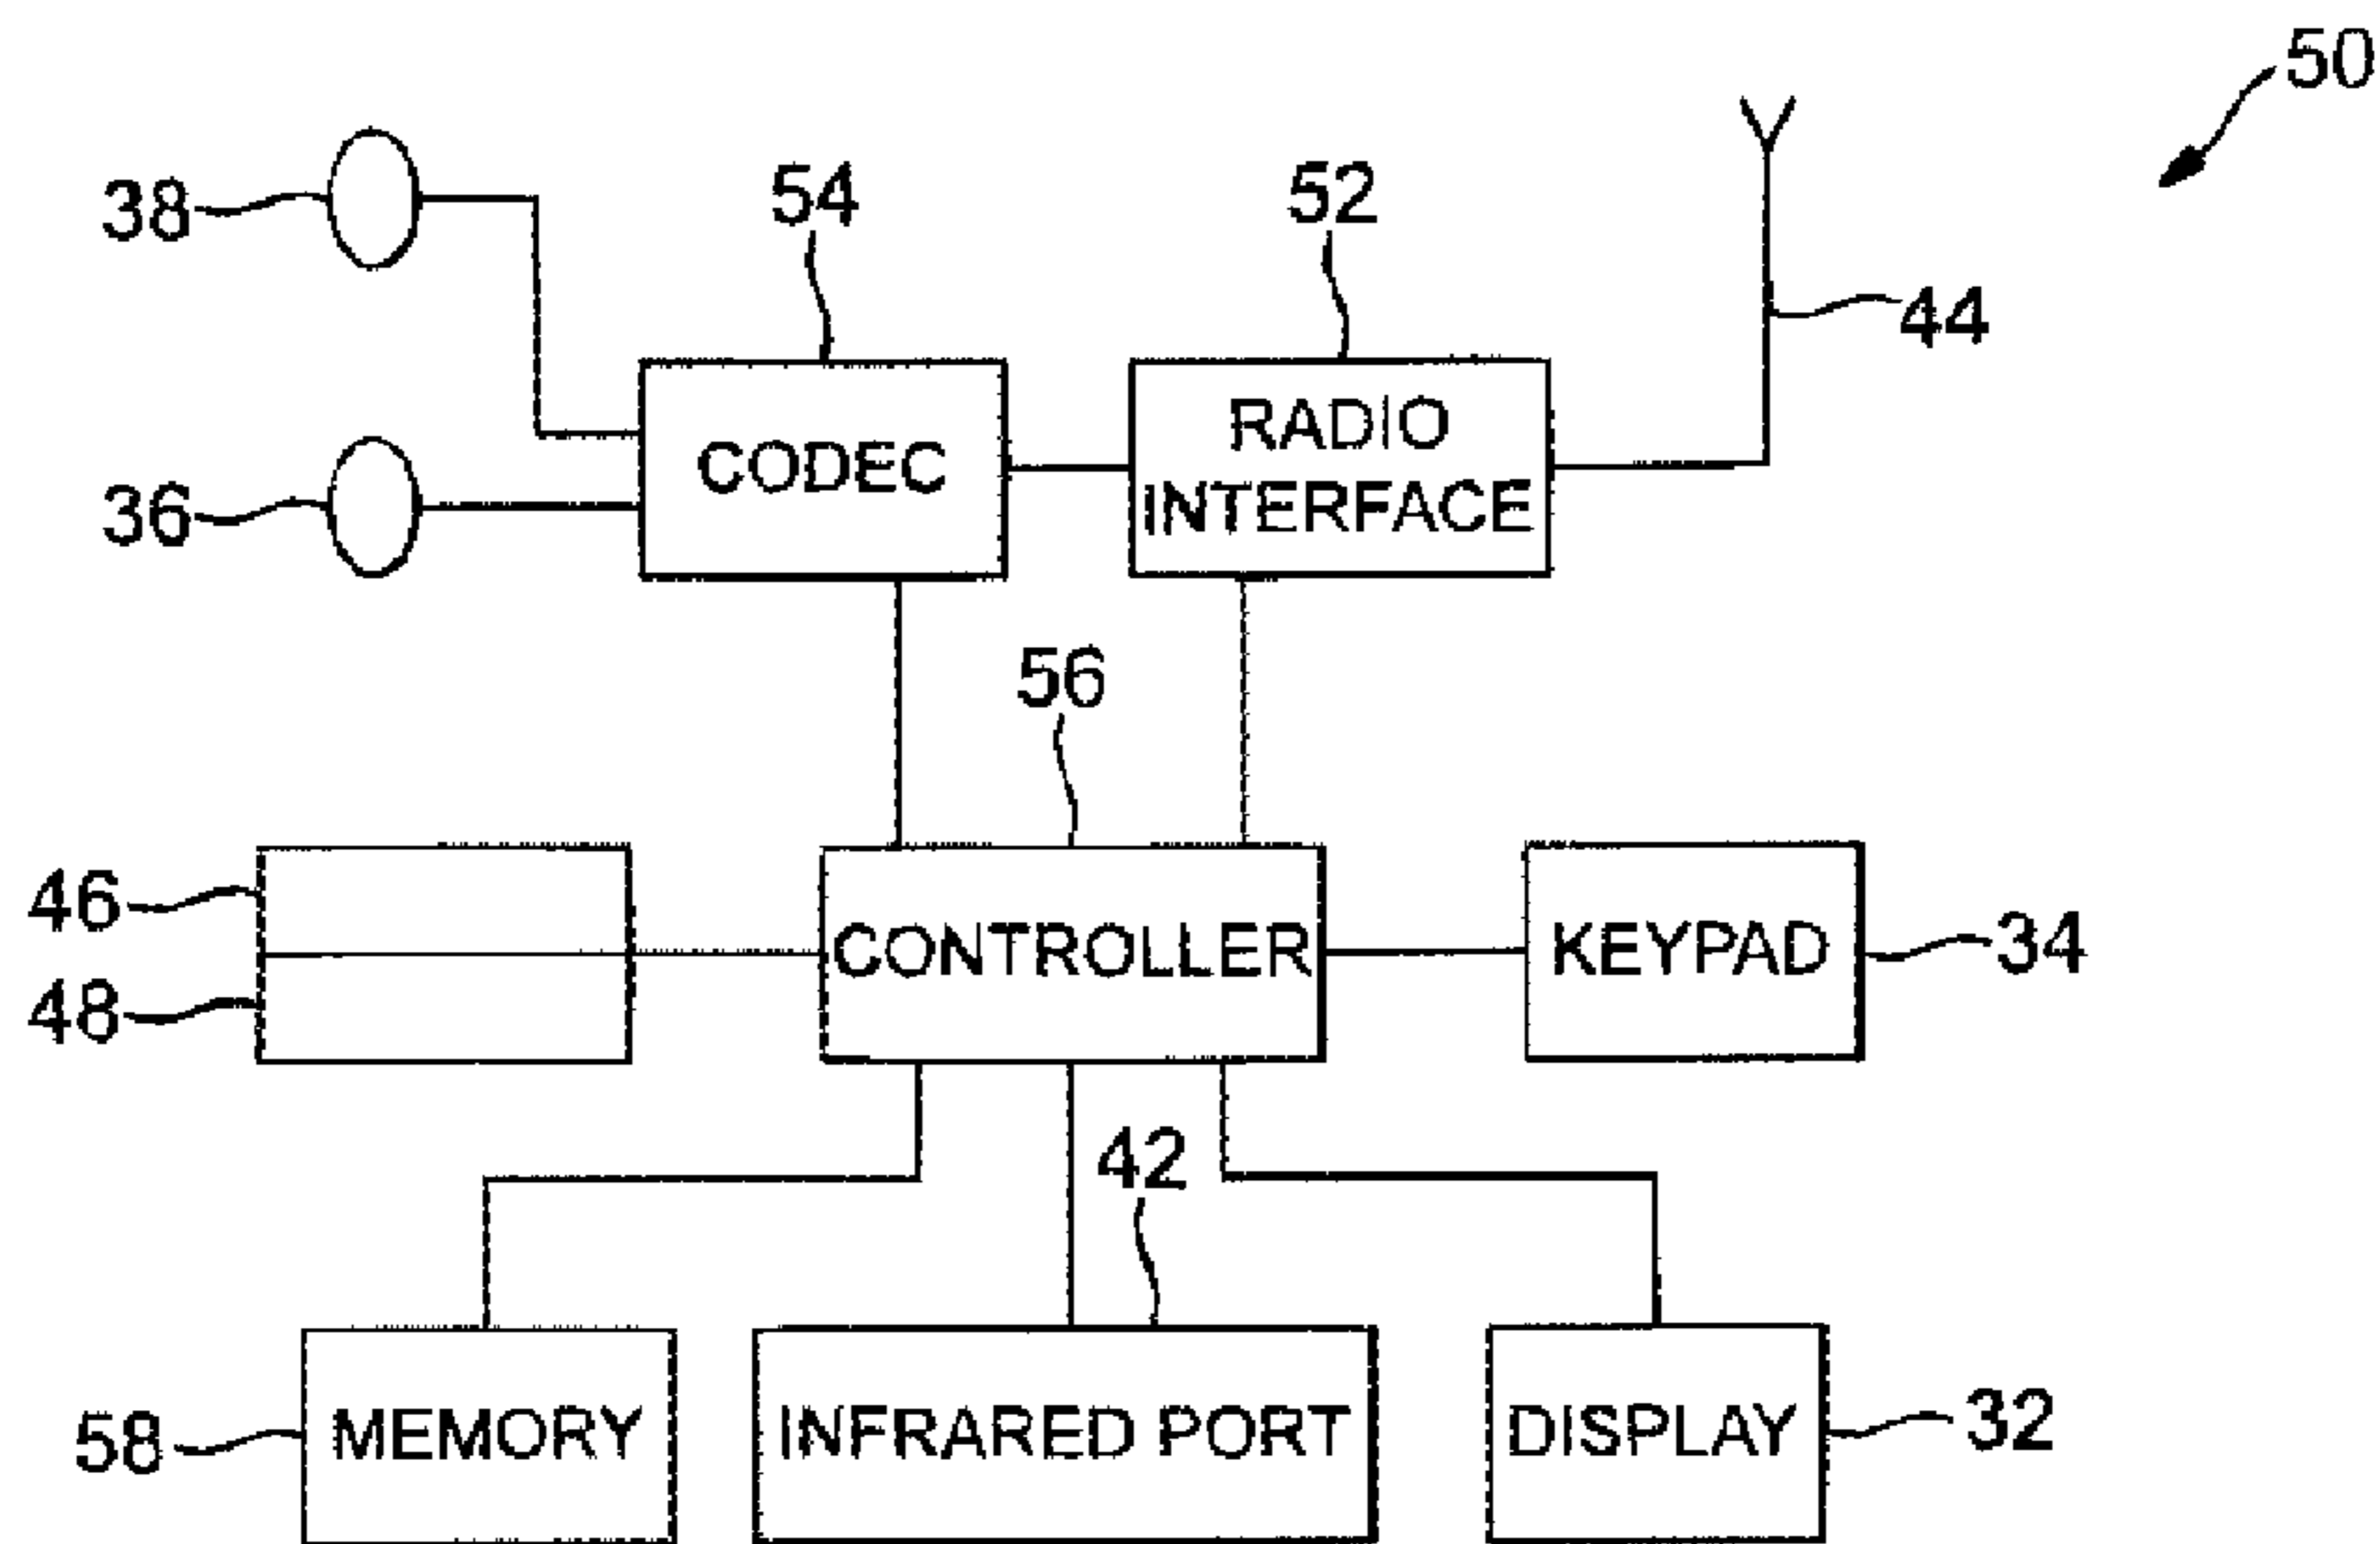 50
38
54
52
44
CODEC
RADIO
INTERFACE
36
56
46
CONTROLLER
KEYPAD
34
48
42
58
MEMORY
INFRARED PORT
DISPLAY
32